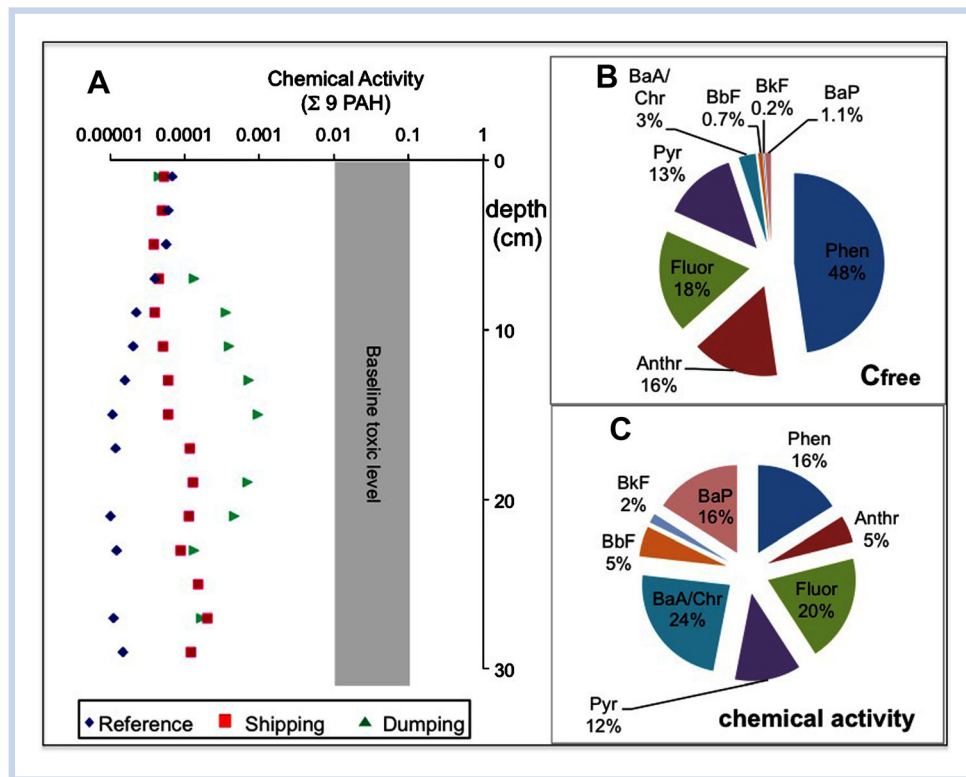 A
Chemical Activity
(Σ 9 PAH)
0.00001 0.0001 0.001 0.01 0.1 1
0
depth
(cm)
10
20
30
Baseline toxic level
Reference Shipping Dumping
B
BaA/
Chr
3%
BbF
0.7%
BkF
0.2%
BaP
1.1%
Pyr
13%
Phen
48%
Fluor
18%
Anthr
16%
Cfree
C
Phen
16%
BkF
2%
BaP
16%
Anthr
5%
BbF
5%
Fluor
20%
BaA/Chr
24%
Pyr
12%
chemical activity